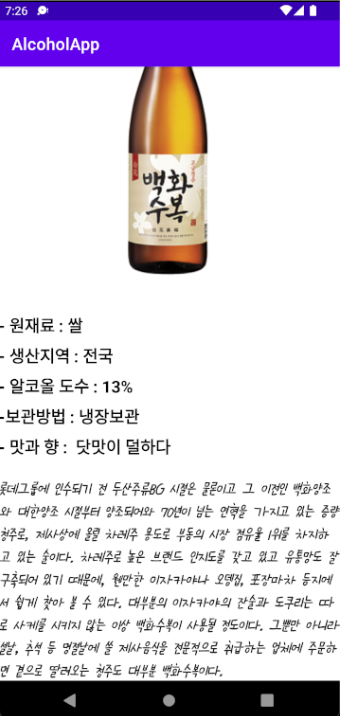 7:26
AlcoholApp
백화
수복
- 원재료 : 쌀
- 생산지역 : 전국
- 알코올 도수 : 13%
-보관방법 : 냉장보관
- 맛과 향 :  닷맛이 덜하다
롯데그룹에 인수되기 전 두산주류BG 시절은 물론이고 그 이전인 백화양조
와 대한양조 시절부터 양조되어와 70년이 넘는 연혁을 가지고 있는 중량
청주로, 제사상에 올릴 차례주 용도로 부동의 시장 점유율 1위를 차지하
고 있는 술이다. 차례주로 높은 브랜드 인지도를 갖고 있고 유통망도 잘
구축되어 있기 때문에, 웬만한 이자카야나 오뎅집, 포장마차 등지에
서 쉽게 찾아 볼 수 있다. 대부분의 이자카야의 잔술과 도쿠리는 따
로 사케를 시키지 않는 이상 백화수복이 사용될 정도이다. 그뿐만 아니라
설날, 추석 등 명절날에 쓸 제사음식을 전문적으로 취급하는 업체에 주문하
면 곁으로 딸려오는 청주도 대부분 백화수복이다.